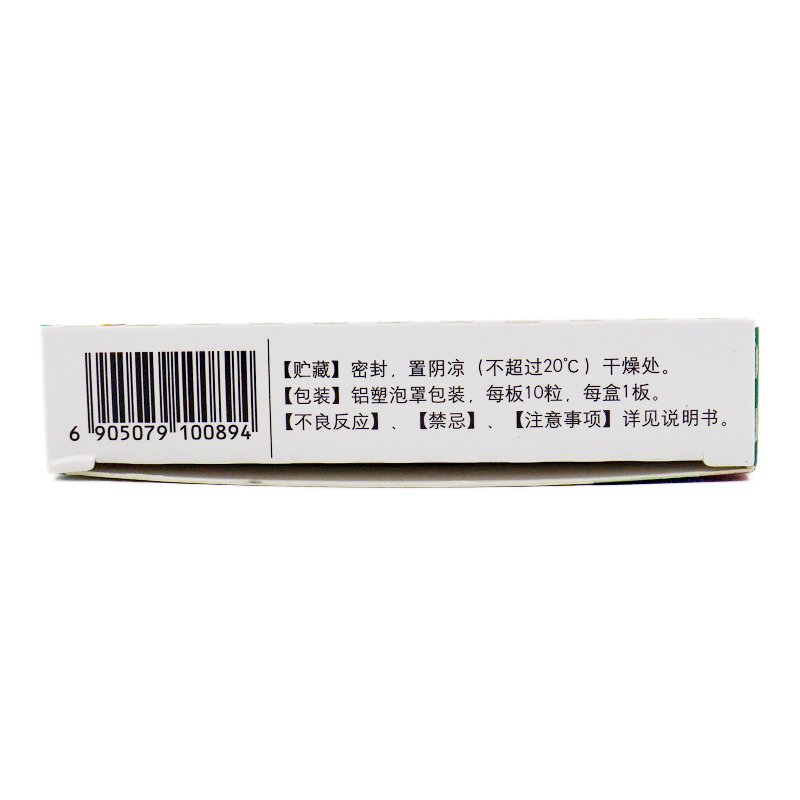 【贮藏】密封，置阴凉（不超过20℃）干燥处。
【包装】铝塑泡罩包装，每板10粒，每盒1板。
【不良反应】、【禁忌】、【注意事项】详见说明书。
6 905079 100894